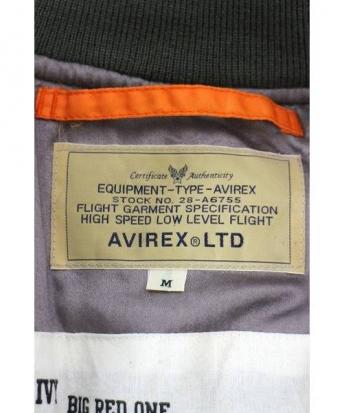 Certificate Authenticity
EQUIPMENT-TYPE-AVIREX
STOCK NO. 28-A6755
FLIGHT GARMENT SPECIFICATION
HIGH SPEED LOW LEVEL FLIGHT
AVIREX® LTD
M
BIG RED ONE